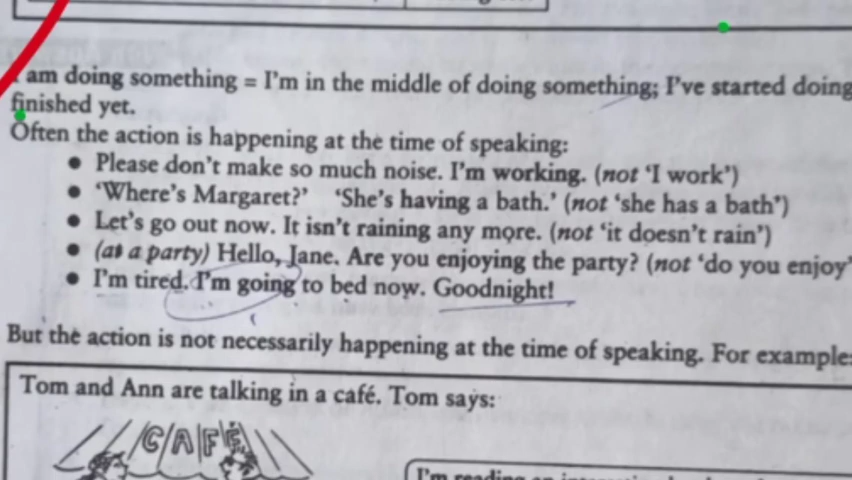 am doing something = I'm in the middle of doing something; I've started doing
finished yet.
Often the action is happening at the time of speaking:
● Please don't make so much noise. I'm working. (not 'I work')
● 'Where's Margaret?' 'She's having a bath.' (not 'she has a bath')
● Let's go out now. It isn't raining any more. (not 'it doesn't rain')
● (at a party) Hello, Jane. Are you enjoying the party? (not 'do you enjoy'
● I'm tired. I'm going to bed now. Goodnight!
But the action is not necessarily happening at the time of speaking. For example:
Tom and Ann are talking in a café. Tom says:
CAFÉ
I'm reading an